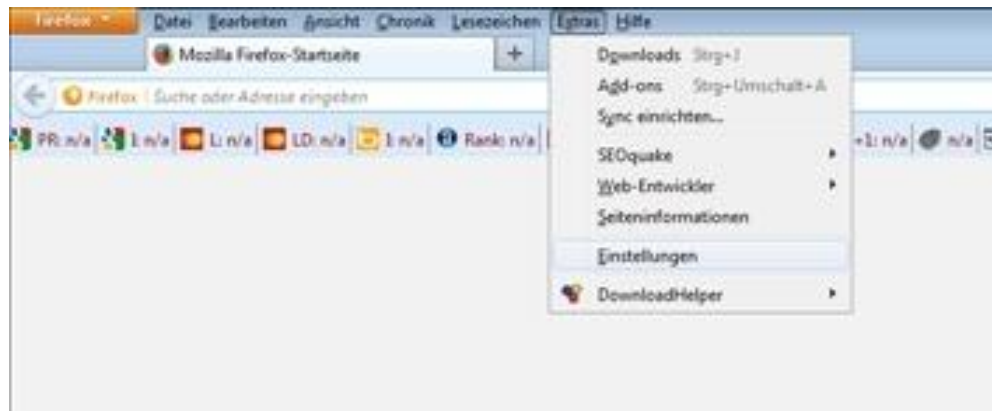 Firefox
Datei Bearbeiten Ansicht Chronik Lesezeichen Extras Hilfe
Mozilla Firefox-Startseite +
Firefox Suche oder Adresse eingeben
PR: n/a I: n/a L: n/a LD: n/a I: n/a Rank: n/a +1: n/a n/a
Downloads Strg+J
Add-ons Strg+Umschalt+A
Sync einrichten...
SEOquake
Web-Entwickler
Seiteninformationen
Einstellungen
DownloadHelper